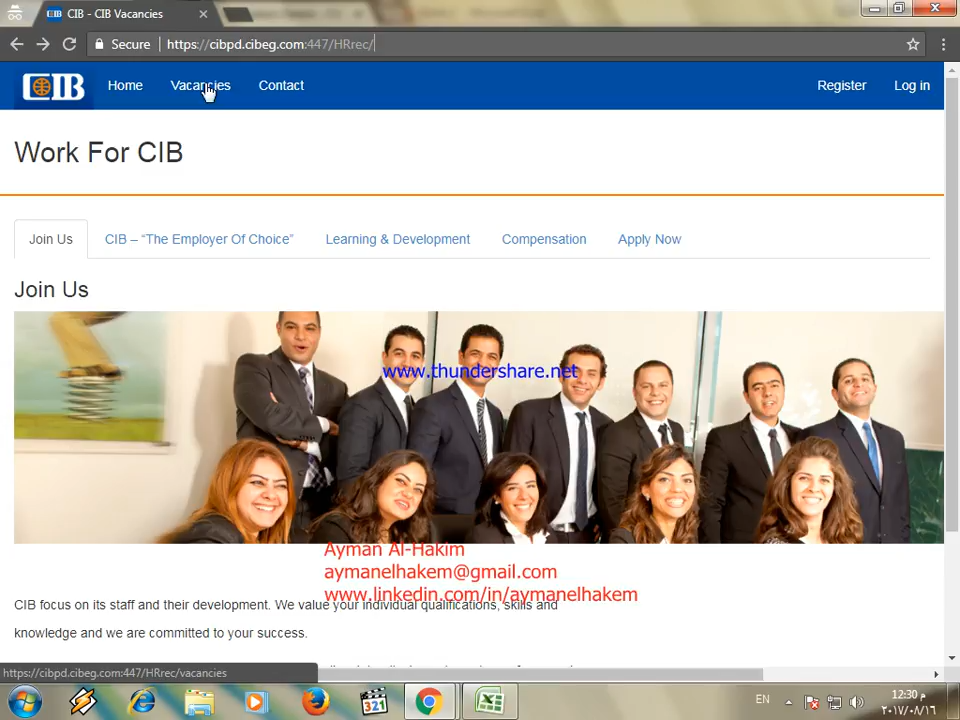 CIB - CIB Vacancies
Secure https://cibpd.cibeg.com:447/HRrec/
CIB Home Vacancies Contact Register Log in
Work For CIB
Join Us CIB – “The Employer Of Choice” Learning & Development Compensation Apply Now
Join Us
www.thundershare.net
Ayman Al-Hakim
aymanelhakem@gmail.com
www.linkedin.com/in/aymanelhakem
CIB focus on its staff and their development. We value your individual qualifications, skills and
knowledge and we are committed to your success.
https://cibpd.cibeg.com:447/HRrec/vacancies
321
EN
12:30 م
٢٠١٧/٠٨/١٦